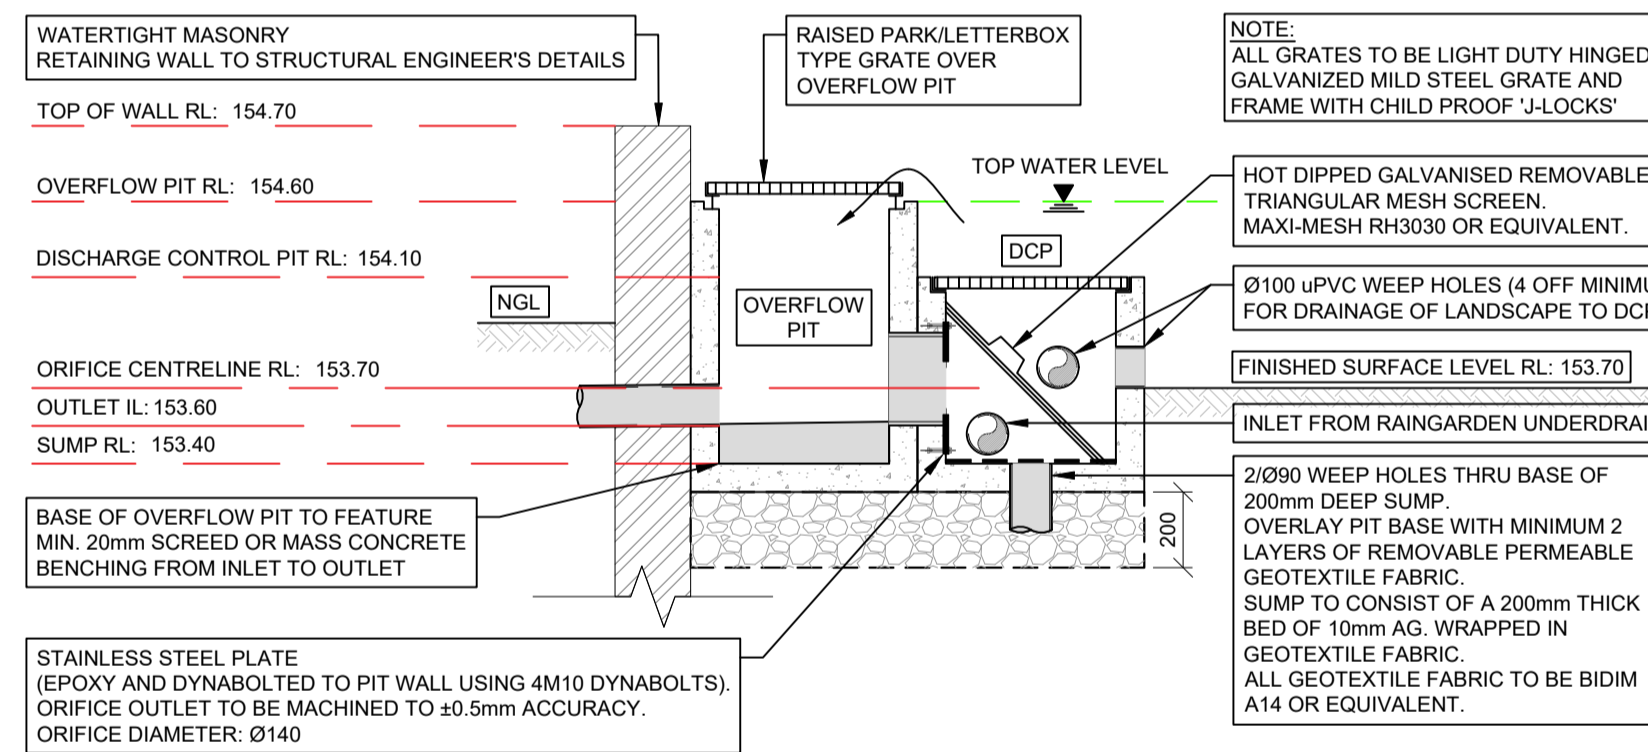 WATERTIGHT MASONRY
RETAINING WALL TO STRUCTURAL ENGINEER'S DETAILS
TOP OF WALL RL: 154.70
OVERFLOW PIT RL: 154.60
DISCHARGE CONTROL PIT RL: 154.10
NGL
ORIFICE CENTRELINE RL: 153.70
OUTLET IL: 153.60
SUMP RL: 153.40
BASE OF OVERFLOW PIT TO FEATURE
MIN. 20mm SCREED OR MASS CONCRETE
BENCHING FROM INLET TO OUTLET
STAINLESS STEEL PLATE
(EPOXY AND DYNABOLTED TO PIT WALL USING 4M10 DYNABOLTS).
ORIFICE OUTLET TO BE MACHINED TO ±0.5mm ACCURACY.
ORIFICE DIAMETER: Ø140
RAISED PARK/LETTERBOX
TYPE GRATE OVER
OVERFLOW PIT
TOP WATER LEVEL
DCP
OVERFLOW
PIT
200
NOTE:
ALL GRATES TO BE LIGHT DUTY HINGED
GALVANIZED MILD STEEL GRATE AND
FRAME WITH CHILD PROOF 'J-LOCKS'
HOT DIPPED GALVANISED REMOVABLE
TRIANGULAR MESH SCREEN.
MAXI-MESH RH3030 OR EQUIVALENT.
Ø100 uPVC WEEP HOLES (4 OFF MINIMU
FOR DRAINAGE OF LANDSCAPE TO DCP
FINISHED SURFACE LEVEL RL: 153.70
INLET FROM RAINGARDEN UNDERDRAI
2/Ø90 WEEP HOLES THRU BASE OF
200mm DEEP SUMP.
OVERLAY PIT BASE WITH MINIMUM 2
LAYERS OF REMOVABLE PERMEABLE
GEOTEXTILE FABRIC.
SUMP TO CONSIST OF A 200mm THICK
BED OF 10mm AG. WRAPPED IN
GEOTEXTILE FABRIC.
ALL GEOTEXTILE FABRIC TO BE BIDIM
A14 OR EQUIVALENT.